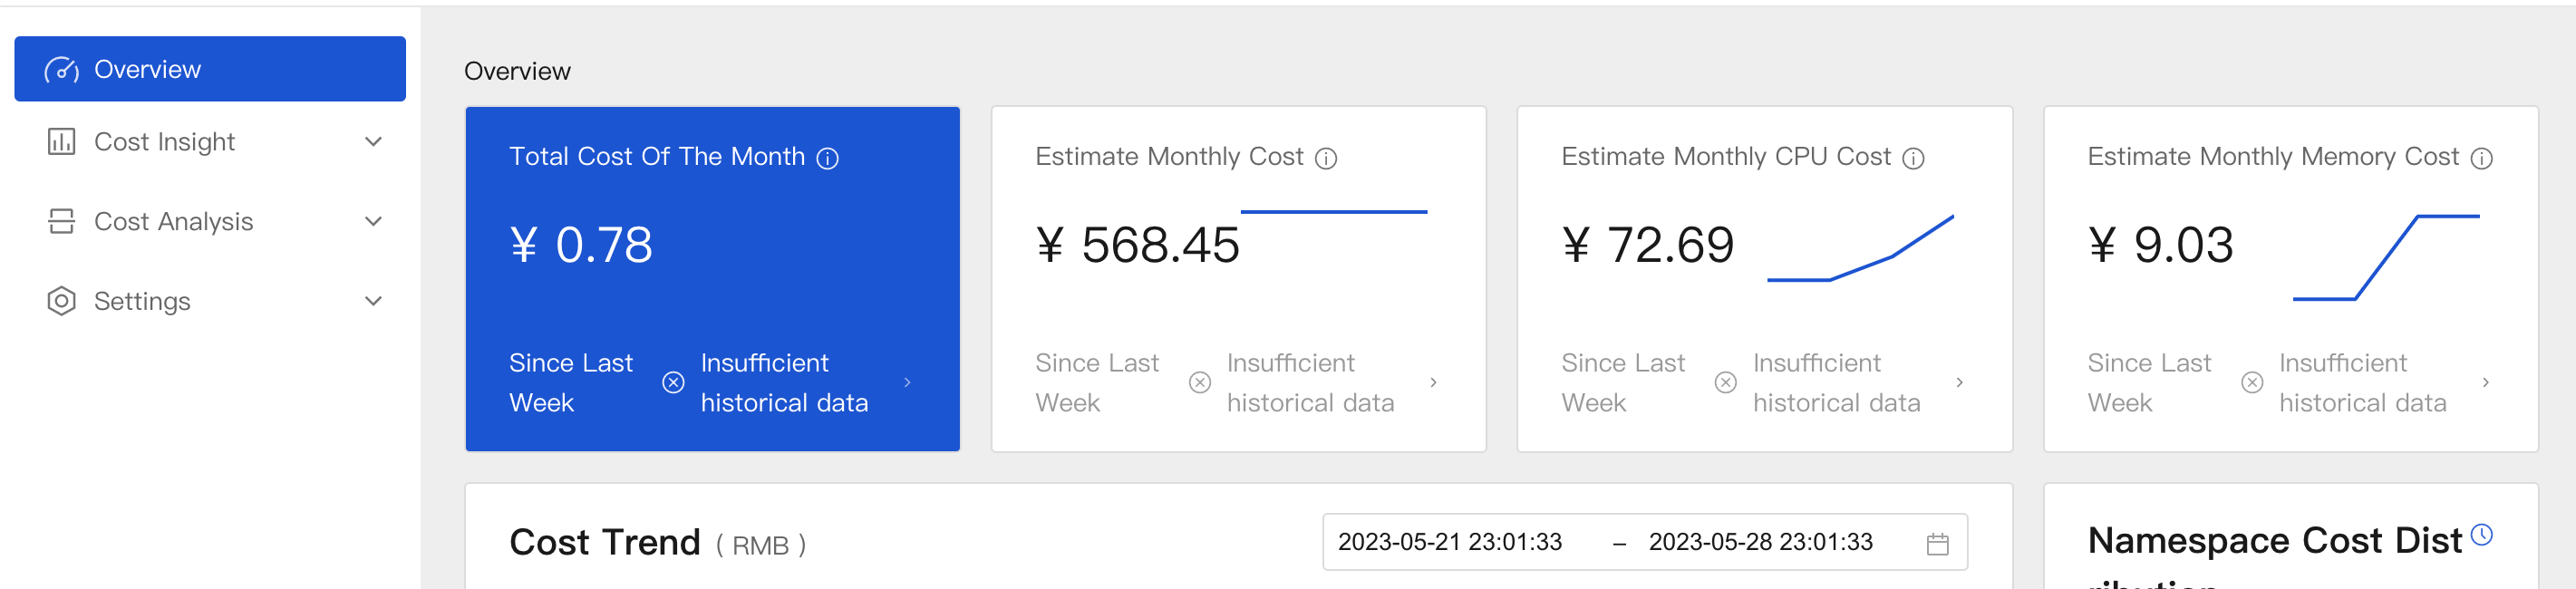 Overview
Cost Insight
Cost Analysis
Settings
Overview
Total Cost Of The Month
¥ 0.78
Since Last
Week
Insufficient
historical data
Estimate Monthly Cost
¥ 568.45
Since Last
Week
Insufficient
historical data
Estimate Monthly CPU Cost
¥ 72.69
Since Last
Week
Insufficient
historical data
Estimate Monthly Memory Cost
¥ 9.03
Since Last
Week
Insufficient
historical data
Cost Trend ( RMB )
2023-05-21 23:01:33 – 2023-05-28 23:01:33
Namespace Cost Dist
ribution